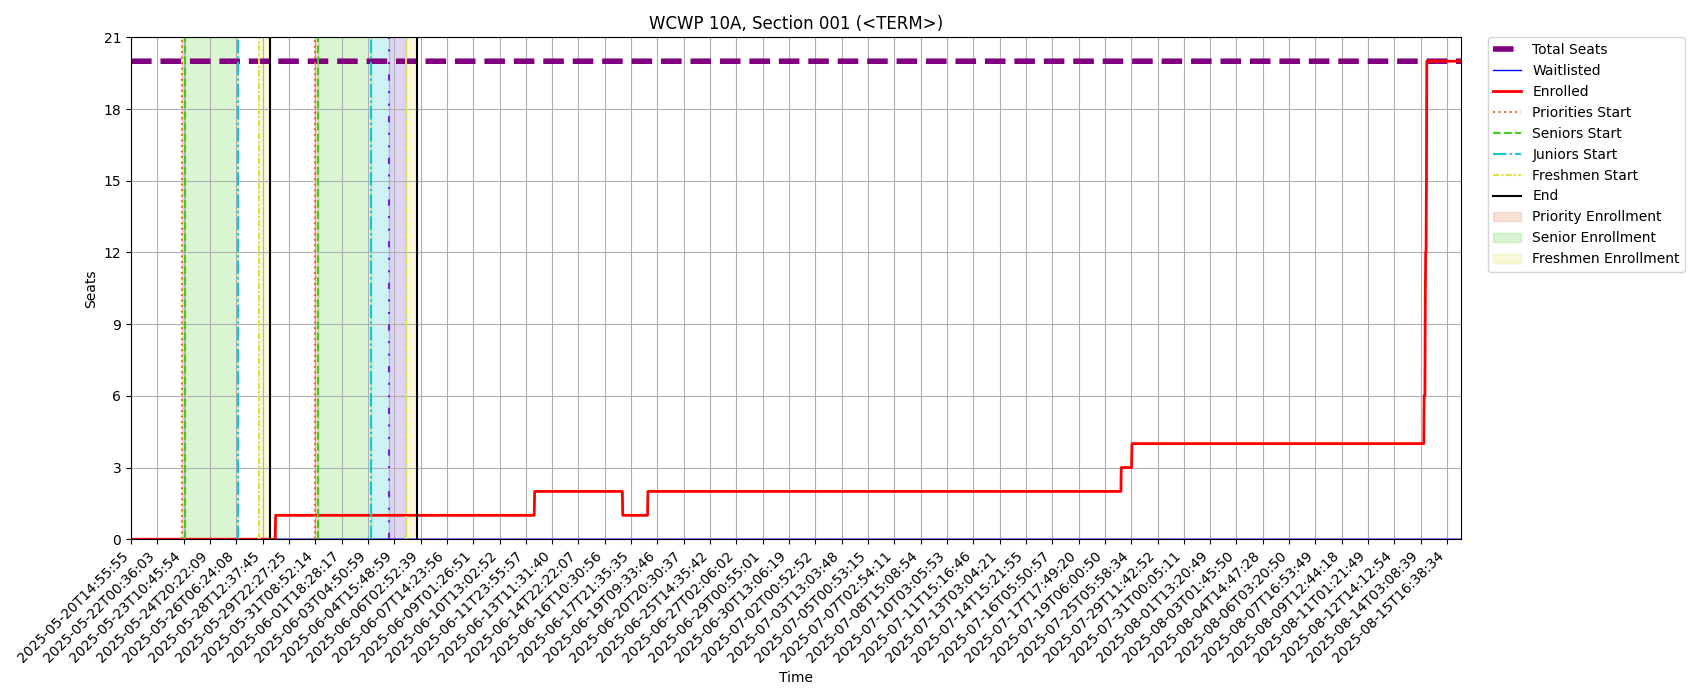 WCWP 10A, Section 001 (<TERM>)
21
18
15
12
9
6
3
0
Seats
2025-05-20T14:55:55
2025-05-22T00:36:03
2025-05-23T10:45:54
2025-05-24T20:22:09
2025-05-26T06:24:08
2025-05-28T12:37:45
2025-05-29T22:27:25
2025-05-31T08:52:14
2025-06-01T18:28:17
2025-06-03T04:50:59
2025-06-04T15:48:59
2025-06-06T02:52:39
2025-06-07T14:23:56
2025-06-09T01:26:51
2025-06-10T13:02:52
2025-06-11T23:55:57
2025-06-13T11:31:40
2025-06-14T22:22:07
2025-06-16T10:30:56
2025-06-17T21:35:35
2025-06-19T09:33:46
2025-06-20T20:30:37
2025-06-25T14:35:42
2025-06-27T02:06:02
2025-06-29T00:55:01
2025-06-30T13:06:19
2025-07-02T00:52:52
2025-07-03T13:03:48
2025-07-05T00:53:15
2025-07-07T02:54:11
2025-07-08T15:08:54
2025-07-10T03:05:53
2025-07-11T15:16:46
2025-07-13T03:04:21
2025-07-14T15:21:55
2025-07-16T05:50:57
2025-07-17T17:49:20
2025-07-19T06:00:50
2025-07-25T05:58:34
2025-07-29T11:42:52
2025-07-31T00:05:11
2025-08-01T13:20:49
2025-08-03T01:45:50
2025-08-04T14:47:28
2025-08-06T03:20:50
2025-08-07T16:53:49
2025-08-09T12:44:18
2025-08-11T01:21:49
2025-08-12T14:12:54
2025-08-14T03:08:39
2025-08-15T16:38:34
Time
Total Seats
Waitlisted
Enrolled
Priorities Start
Seniors Start
Juniors Start
Freshmen Start
End
Priority Enrollment
Senior Enrollment
Freshmen Enrollment